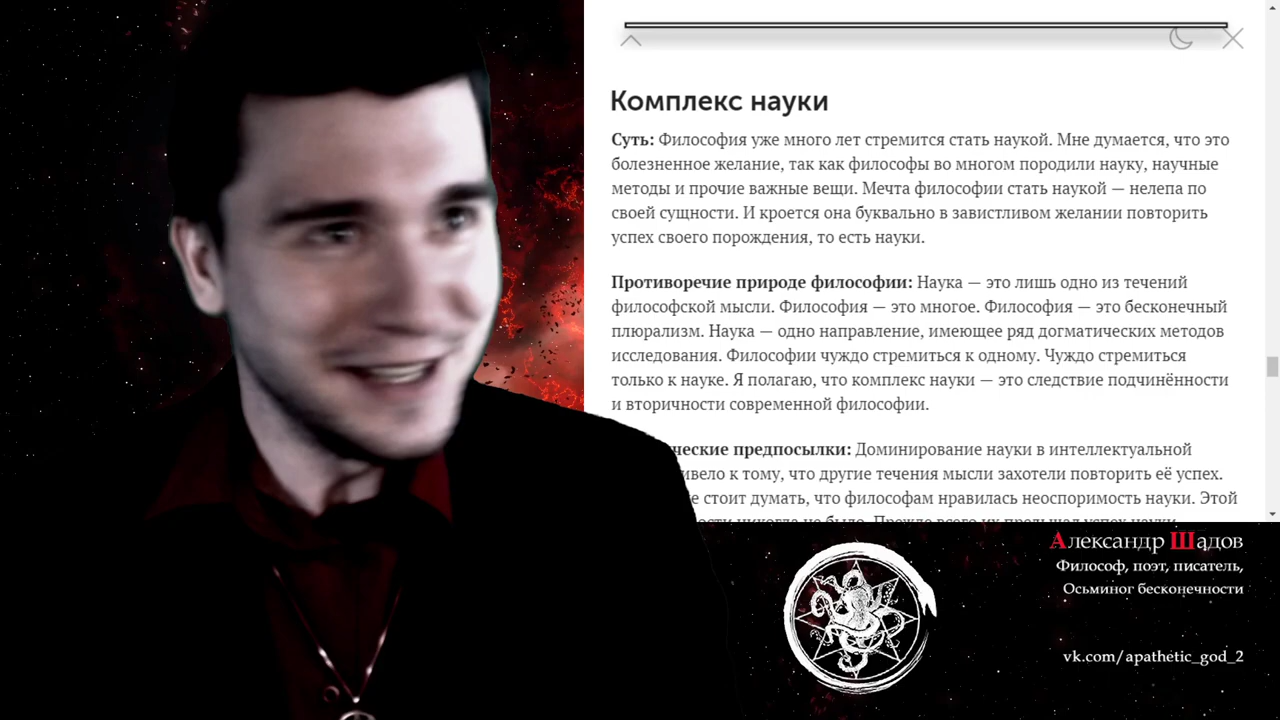 Комплекс науки
Суть: Философия уже много лет стремится стать наукой. Мне думается, что это
болезненное желание, так как философы во многом породили науку, научные
методы и прочие важные вещи. Мечта философии стать наукой — нелепа по
своей сущности. И кроется она буквально в завистливом желании повторить
успех своего порождения, то есть науки.
Противоречие природе философии: Наука — это лишь одно из течений
философской мысли. Философия — это многое. Философия — это бесконечный
плюрализм. Наука — одно направление, имеющее ряд догматических методов
исследования. Философии чуждо стремиться к одному. Чуждо стремиться
только к науке. Я полагаю, что комплекс науки — это следствие подчинённости
и вторичности современной философии.
предпосылки: Доминирование науки в интеллектуальной
к тому, что другие течения мысли захотели повторить её успех.
стоит думать, что философам нравилась неоспоримость науки. Этой
Александр Шадов
Философ, поэт, писатель,
Осьминог бесконечности
vk.com/apathetic_god_2